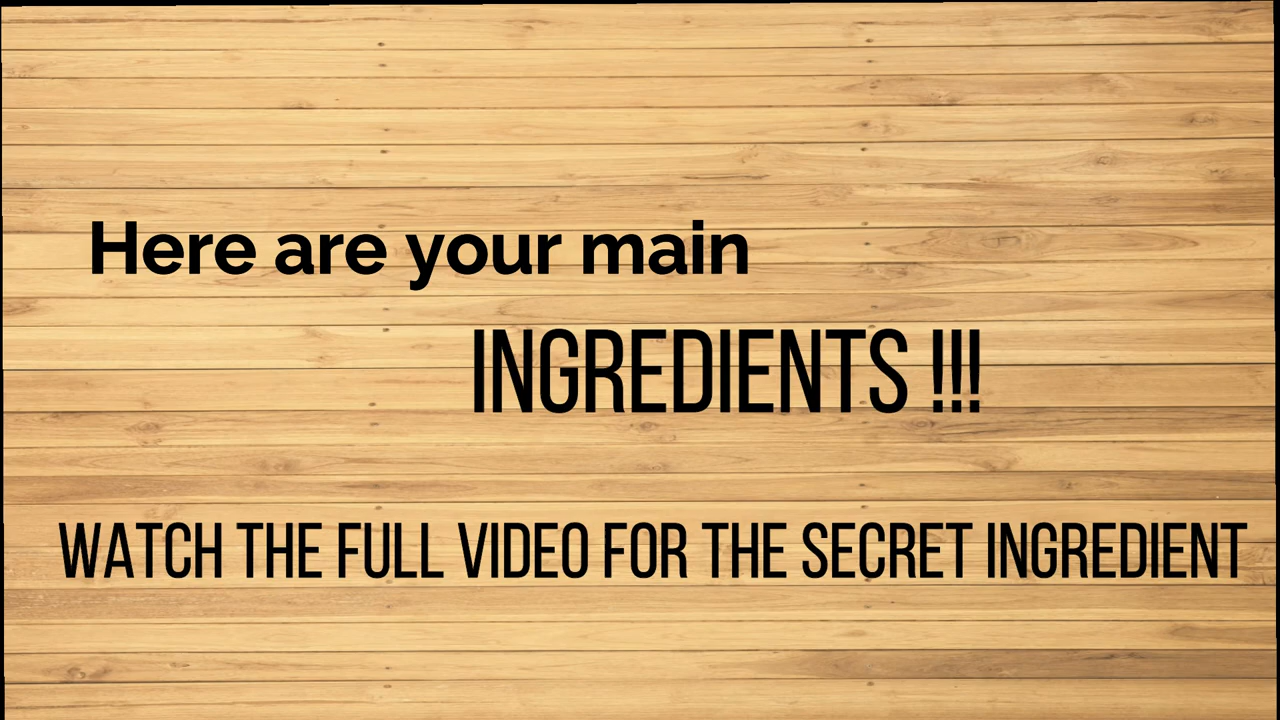 Here are your main
INGREDIENTS !!!
WATCH THE FULL VIDEO FOR THE SECRET INGREDIENT